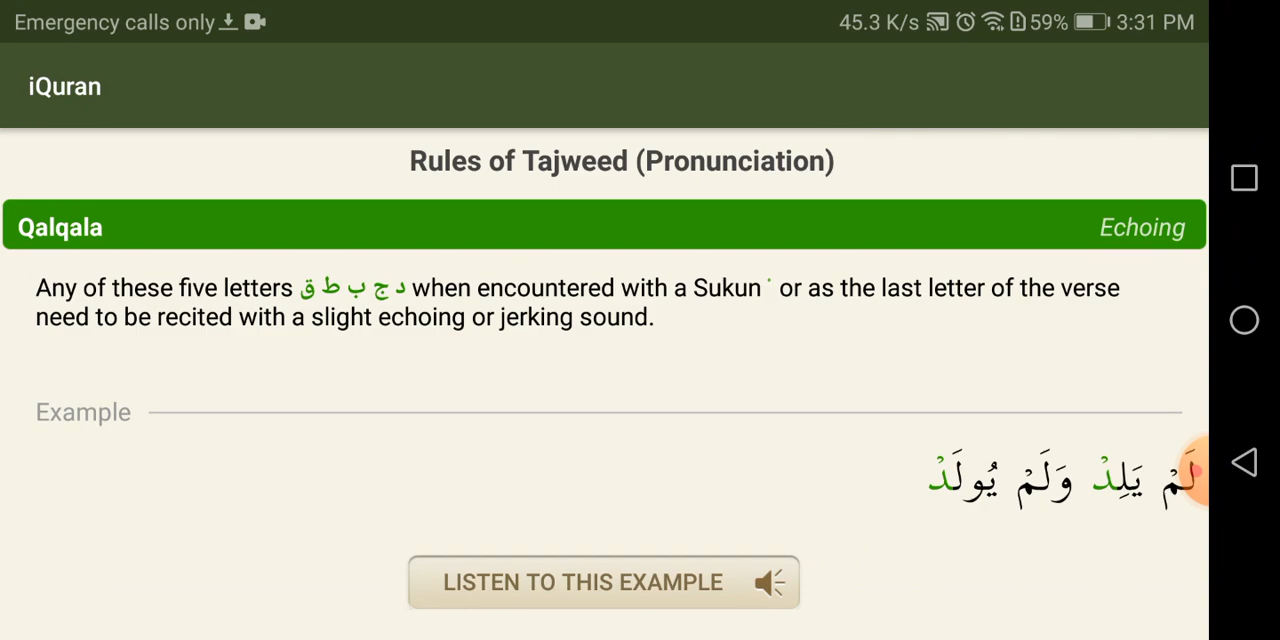 Emergency calls only 45.3 K/s 59% 3:31 PM
iQuran
Rules of Tajweed (Pronunciation)
Qalqala Echoing
Any of these five letters ق ط ب ج د when encountered with a Sukun ْ or as the last letter of the verse
need to be recited with a slight echoing or jerking sound.
Example
لَمْ يَلِدْ وَلَمْ يُولَدْ
LISTEN TO THIS EXAMPLE